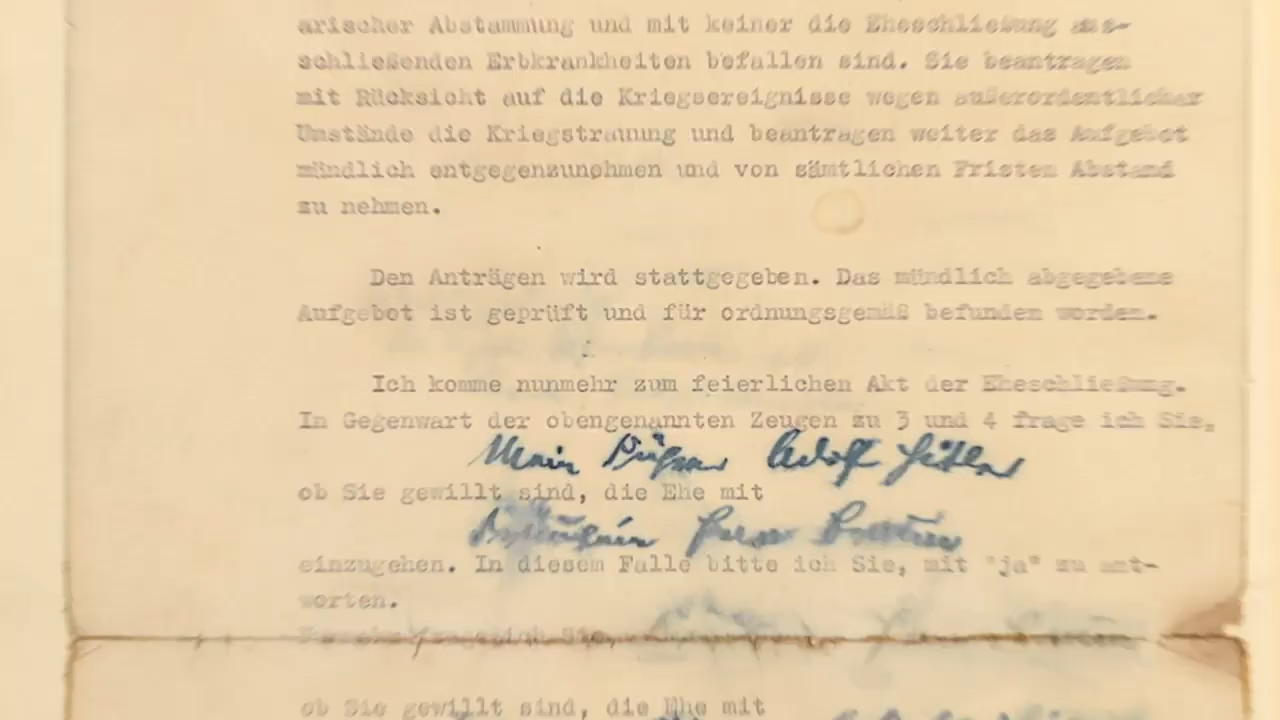 arischer Abstammung und mit keiner die Eheschließung aus-
schließenden Erbkrankheiten befallen sind. Sie beantragen
mit Rücksicht auf die Kriegsereignisse wegen außerordentlicher
Umstände die Kriegstrauung und beantragen weiter das Aufgebot
mündlich entgegenzunehmen und von sämtlichen Fristen Abstand
zu nehmen.
Den Anträgen wird stattgegeben. Das mündlich abgegebene
Aufgebot ist geprüft und für ordnungsgemäß befunden worden.
Ich komme nunmehr zum feierlichen Akt der Eheschließung.
In Gegenwart der obengenannten Zeugen zu 3 und 4 frage ich Sie,
Mein Führer Adolf Hitler
ob Sie gewillt sind, die Ehe mit
Fräulein Eva Braun
einzugehen. In diesem Falle bitte ich Sie, mit "ja" zu ant-
worten.
ich Sie,
ob Sie gewillt sind, die Ehe mit